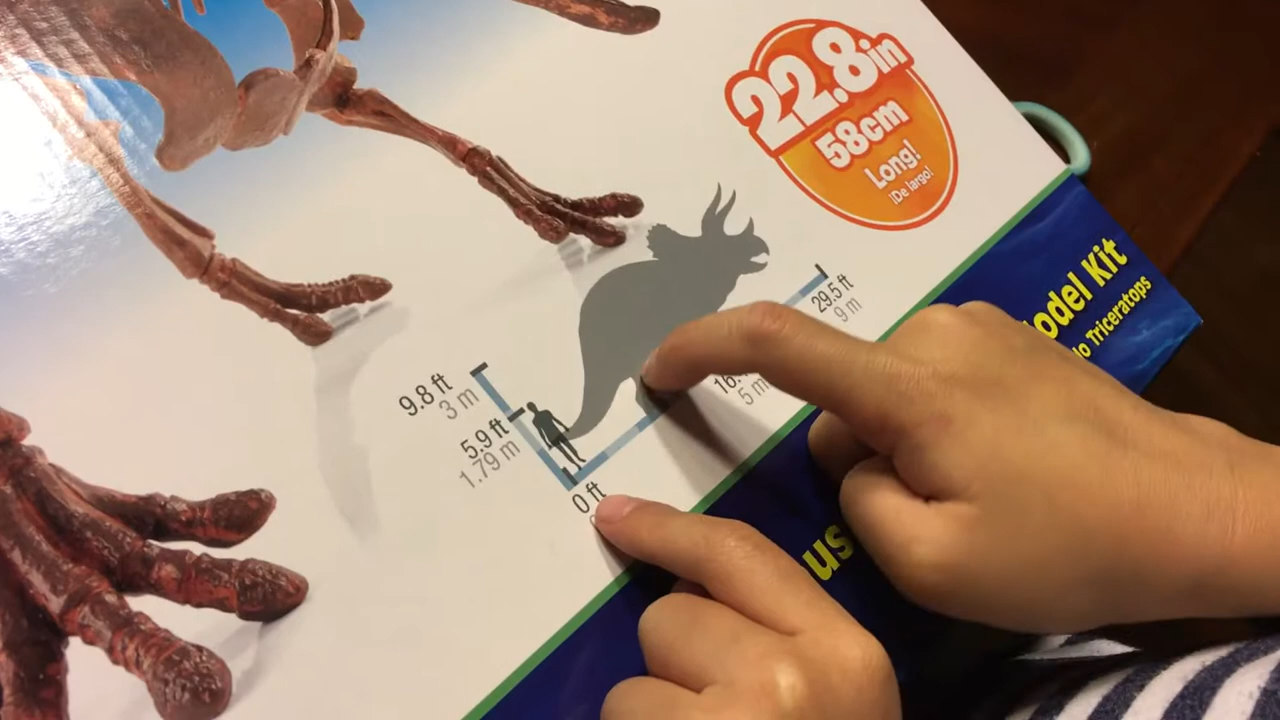 22.8in
58cm
Long!
¡De largo!
29.5 ft
9 m
5 m
9.8 ft
3 m
5.9 ft
1.79 m
0 ft
Kit
Triceratops